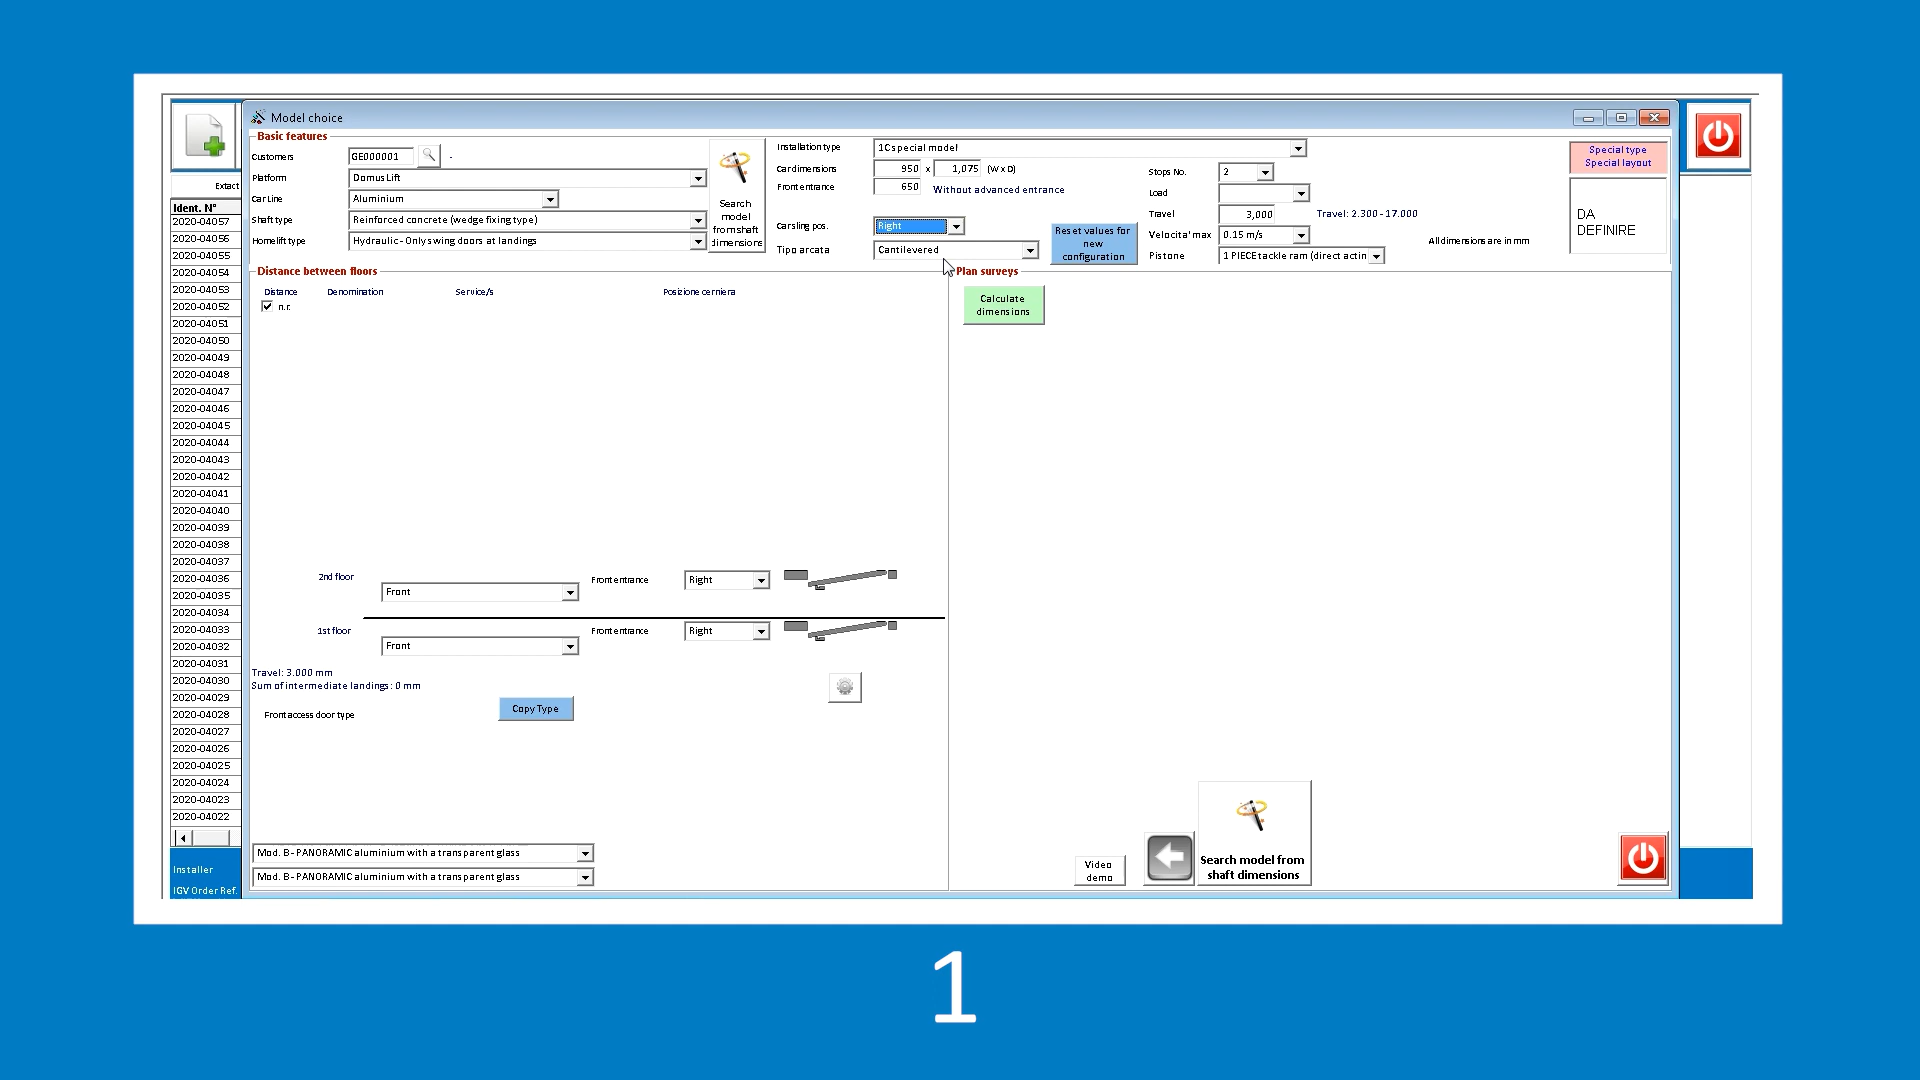 Model choice
Basic features
Customers GE000001 .
Platform DomusLift
Car Line Aluminium
Shaft type Reinforced concrete (wedge fixing type)
Homelift type Hydraulic - Only swing doors at landings
Search
model
from shaft
dimensions
Installation type 1C special model
Car dimensions 950 x 1,075 (W x D)
Front entrance 650 Without advanced entrance
Car sling pos. Right
Tipo arcata Cantilevered
Reset values for
new
configuration
Stops No. 2
Load
Travel 3,000 Travel: 2.300 - 17.000
Velocita' max 0.15 m/s
Pistone 1 PIECE tackle ram (direct actin
All dimensions are in mm
Special type
Special layout
DA
DEFINIRE
Extact
Ident. N°
2020-04057
2020-04056
2020-04055
2020-04054
2020-04053
2020-04052
2020-04051
2020-04050
2020-04049
2020-04048
2020-04047
2020-04046
2020-04045
2020-04044
2020-04043
2020-04042
2020-04041
2020-04040
2020-04039
2020-04038
2020-04037
2020-04036
2020-04035
2020-04034
2020-04033
2020-04032
2020-04031
2020-04030
2020-04029
2020-04028
2020-04027
2020-04026
2020-04025
2020-04024
2020-04023
2020-04022
Installer
IGV Order Ref.
Distance between floors
Distance Denomination Service/s Posizione cerniera
n.r.
2nd floor Front Front entrance Right
1st floor Front Front entrance Right
Travel: 3.000 mm
Sum of intermediate landings: 0 mm
Front access door type
Copy Type
Mod. B - PANORAMIC aluminium with a transparent glass
Mod. B - PANORAMIC aluminium with a transparent glass
Plan surveys
Calculate
dimensions
Video
demo
Search model from
shaft dimensions
1